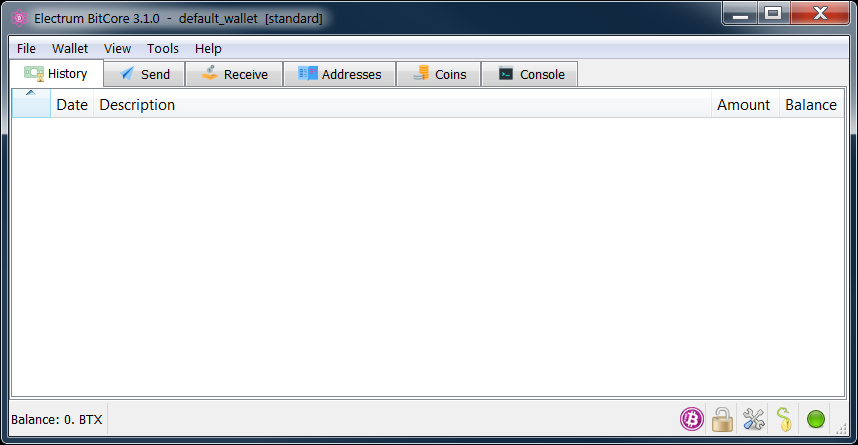 Electrum BitCore 3.1.0 - default_wallet [standard]
File Wallet View Tools Help
History Send Receive Addresses Coins Console
Date Description Amount Balance
Balance: 0. BTX